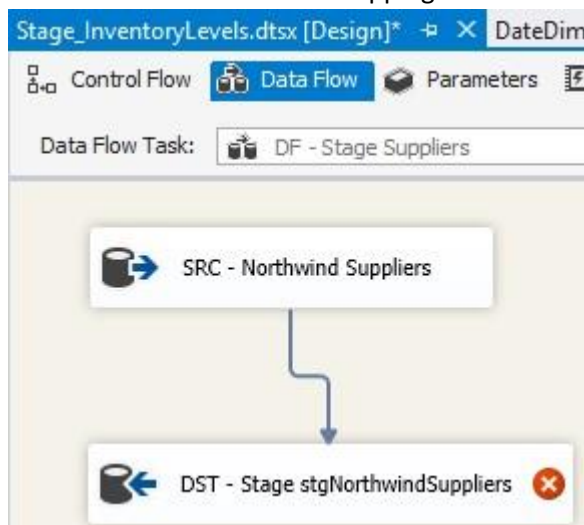 pping
Stage_InventoryLevels.dtsx [Design]* DateDim
Control Flow Data Flow Parameters
Data Flow Task: DF - Stage Suppliers
SRC - Northwind Suppliers
DST - Stage stgNorthwindSuppliers